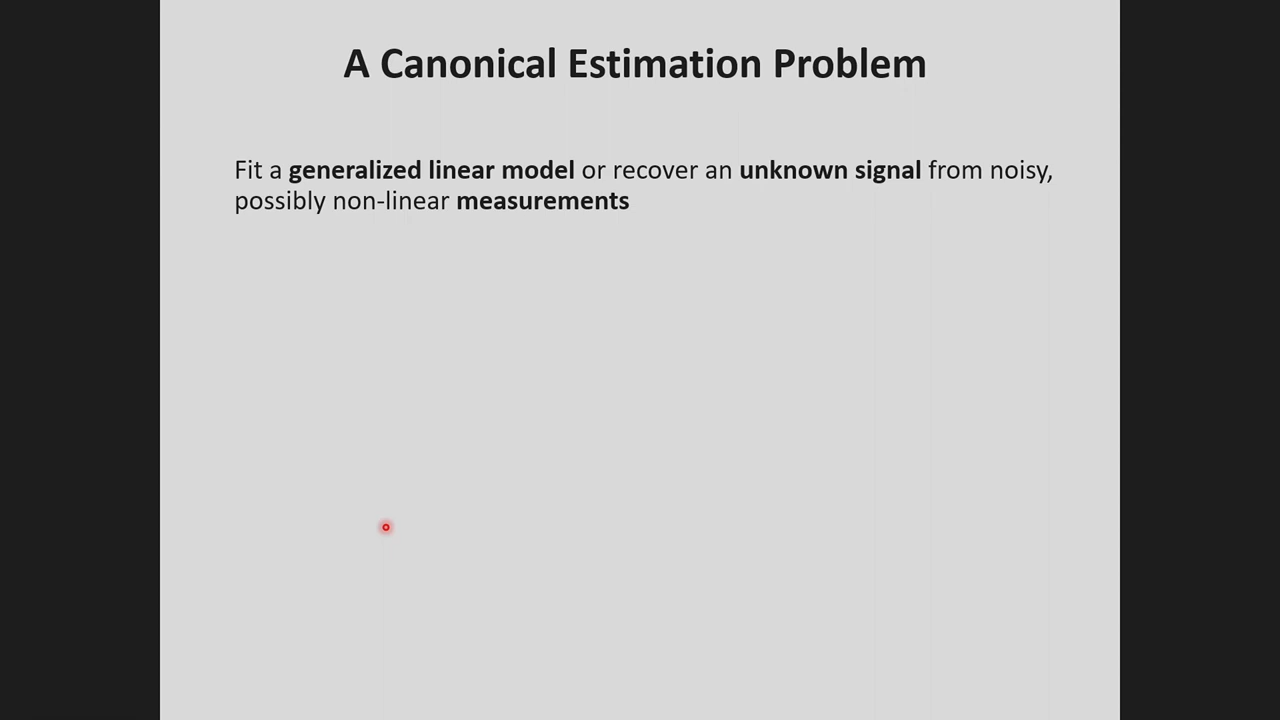 A Canonical Estimation Problem
Fit a generalized linear model or recover an unknown signal from noisy,
possibly non-linear measurements